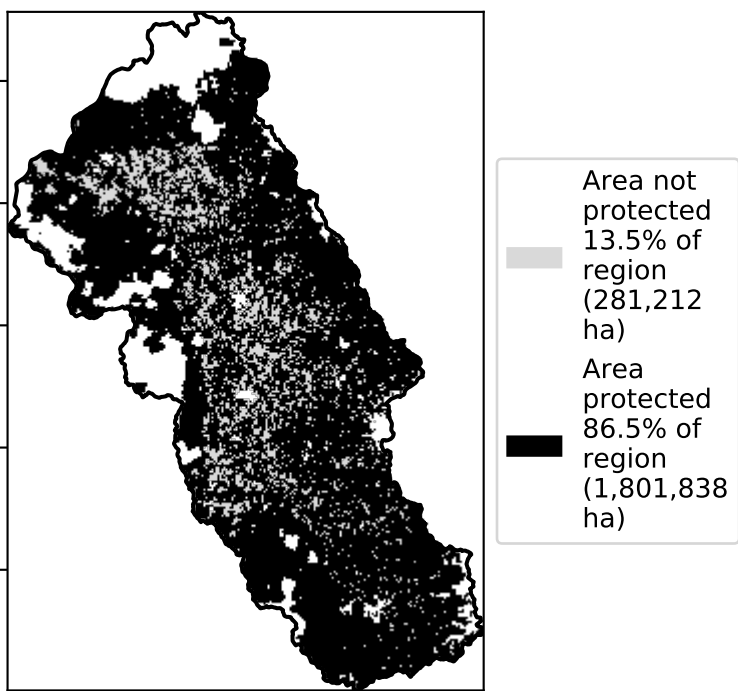 Area not
protected
13.5% of
region
(281,212
ha)
Area
protected
86.5% of
region
(1,801,838
ha)